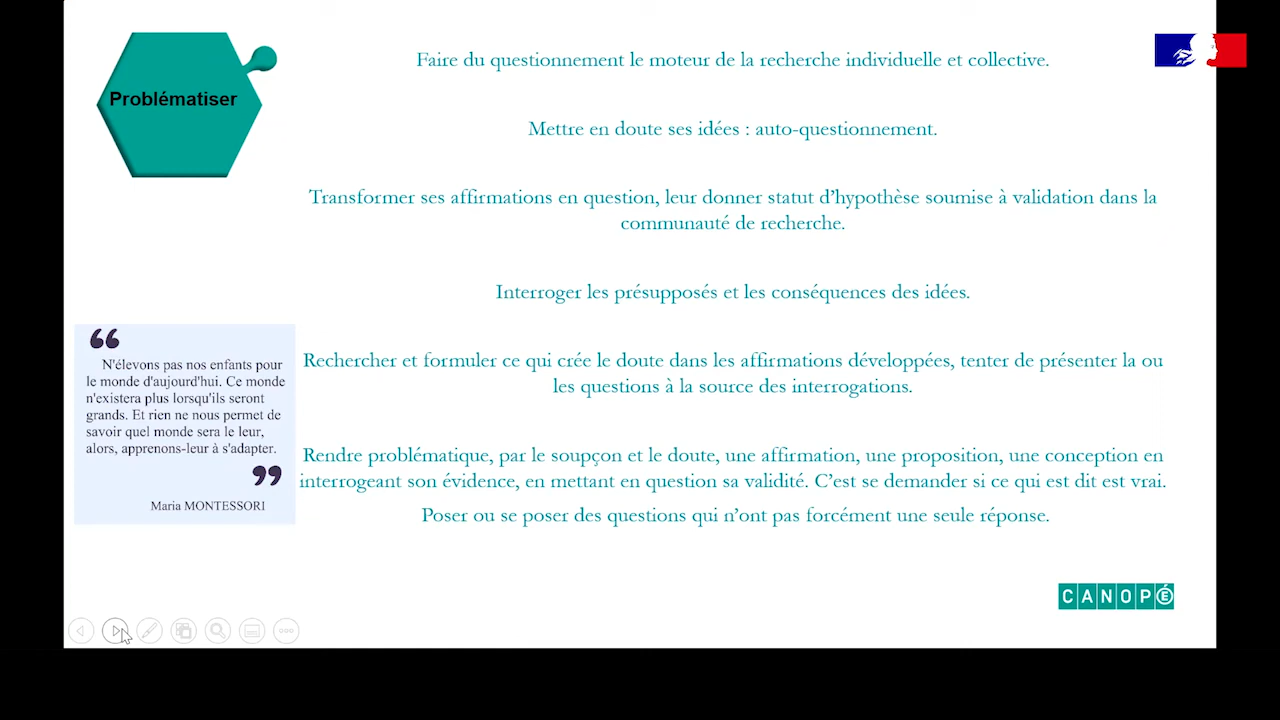 Problématiser
Faire du questionnement le moteur de la recherche individuelle et collective.
Mettre en doute ses idées : auto-questionnement.
Transformer ses affirmations en question, leur donner statut d’hypothèse soumise à validation dans la
communauté de recherche.
Interroger les présupposés et les conséquences des idées.
Rechercher et formuler ce qui crée le doute dans les affirmations développées, tenter de présenter la ou
les questions à la source des interrogations.
Rendre problématique, par le soupçon et le doute, une affirmation, une proposition, une conception en
interrogeant son évidence, en mettant en question sa validité. C’est se demander si ce qui est dit est vrai.
Poser ou se poser des questions qui n’ont pas forcément une seule réponse.
“
N'élevons pas nos enfants pour
le monde d'aujourd'hui. Ce monde
n'existera plus lorsqu'ils seront
grands. Et rien ne nous permet de
savoir quel monde sera le leur,
alors, apprenons-leur à s'adapter.
”
Maria MONTESSORI
CANOPÉ